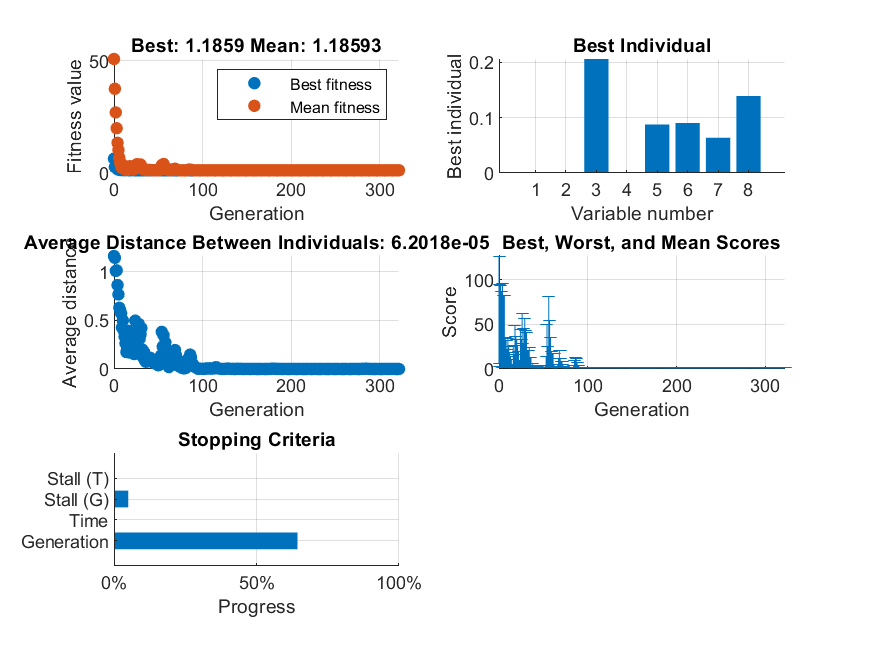 Best: 1.1859 Mean: 1.18593
Fitness value
50
0
Best fitness
Mean fitness
0 100 200 300
Generation
Best Individual
Best individual
0.2
0.1
0
1 2 3 4 5 6 7 8
Variable number
Average Distance Between Individuals: 6.2018e-05
Average distance
1
0.5
0
0 100 200 300
Generation
Best, Worst, and Mean Scores
Score
100
50
0
0 100 200 300
Generation
Stopping Criteria
Stall (T)
Stall (G)
Time
Generation
0% 50% 100%
Progress